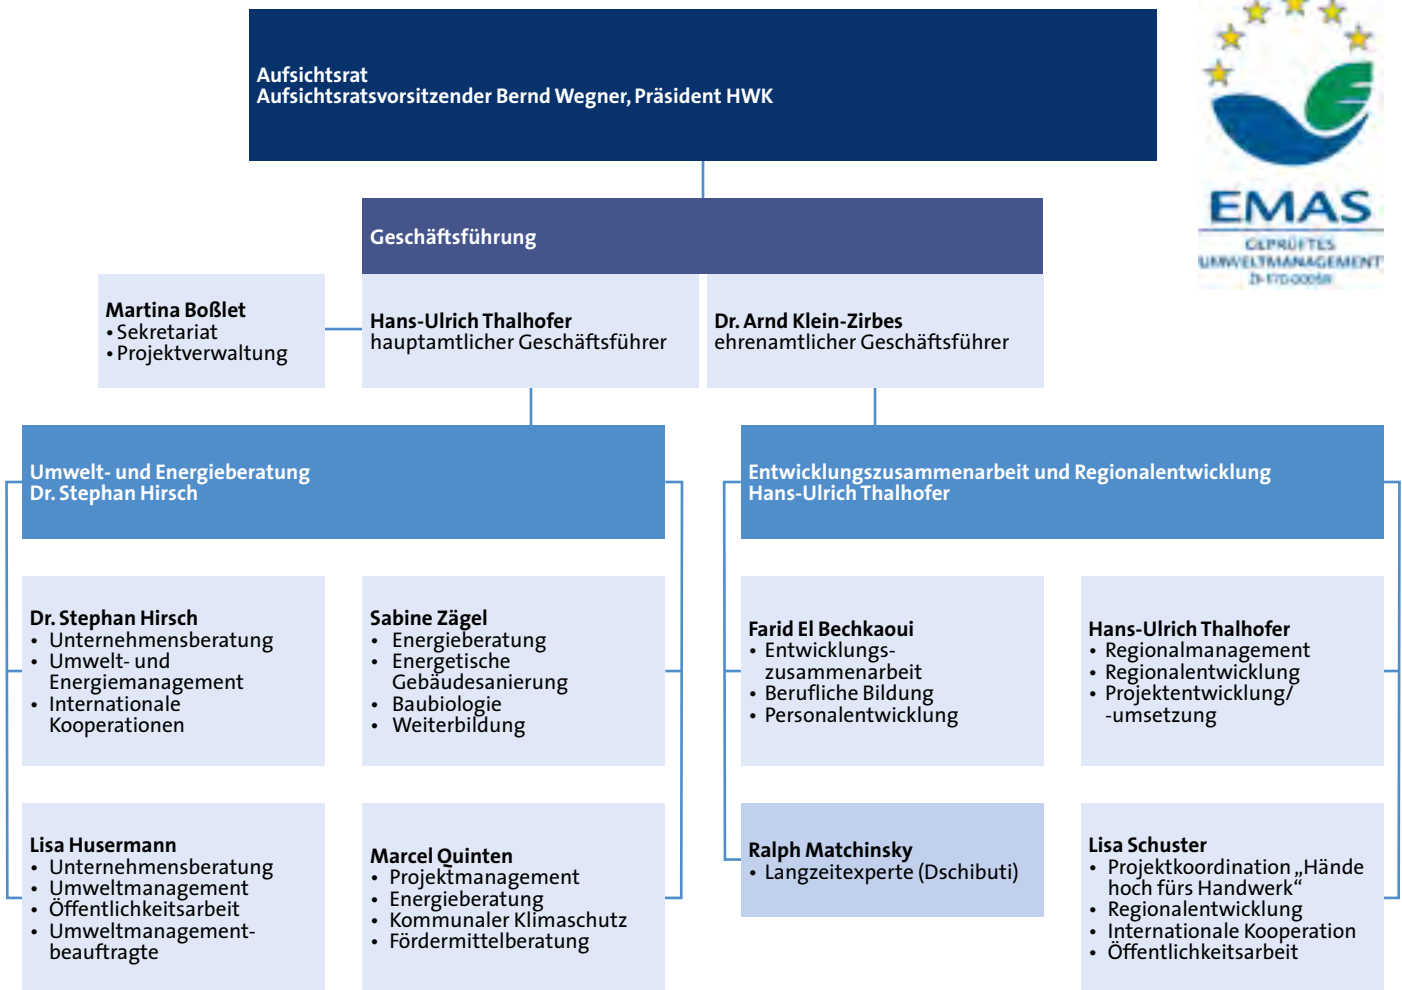 Aufsichtsrat
Aufsichtsratsvorsitzender Bernd Wegner, Präsident HWK
EMAS
GEPRÜFTES
UMWELTMANAGEMENT
Geschäftsführung
Martina Boßlet
• Sekretariat
• Projektverwaltung
Hans-Ulrich Thalhofer
hauptamtlicher Geschäftsführer
Dr. Arnd Klein-Zirbes
ehrenamtlicher Geschäftsführer
Umwelt- und Energieberatung
Dr. Stephan Hirsch
Entwicklungszusammenarbeit und Regionalentwicklung
Hans-Ulrich Thalhofer
Dr. Stephan Hirsch
• Unternehmensberatung
• Umwelt- und
Energiemanagement
• Internationale
Kooperationen
Sabine Zägel
• Energieberatung
• Energetische
Gebäudesanierung
• Baubiologie
• Weiterbildung
Farid El Bechkaoui
• Entwicklungs-
zusammenarbeit
• Berufliche Bildung
• Personalentwicklung
Hans-Ulrich Thalhofer
• Regionalmanagement
• Regionalentwicklung
• Projektentwicklung/
-umsetzung
Lisa Husermann
• Unternehmensberatung
• Umweltmanagement
• Öffentlichkeitsarbeit
• Umweltmanagement-
beauftragte
Marcel Quinten
• Projektmanagement
• Energieberatung
• Kommunaler Klimaschutz
• Fördermittelberatung
Ralph Matchinsky
• Langzeitexperte (Dschibuti)
Lisa Schuster
• Projektkoordination „Hände
hoch fürs Handwerk“
• Regionalentwicklung
• Internationale Kooperation
• Öffentlichkeitsarbeit